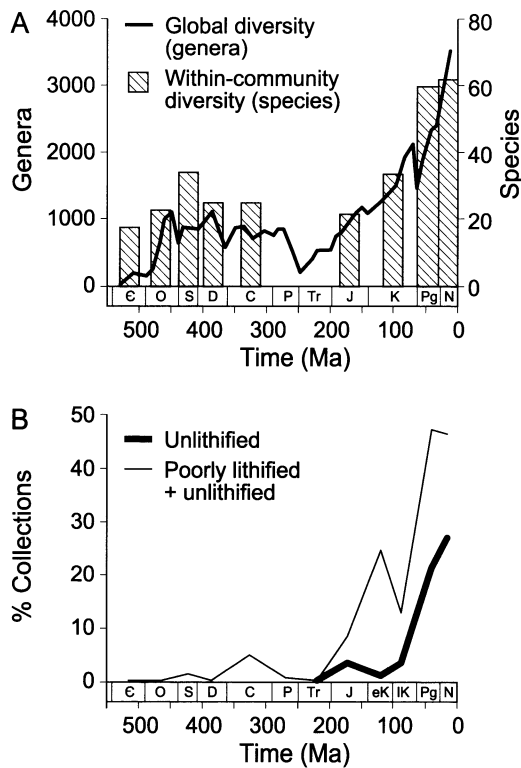 A
Global diversity
(genera)
Within-community
diversity (species)
Genera
4000
3000
2000
1000
0
80
60
40
20
0
Species
Є O S D C P Tr J K Pg N
500 400 300 200 100 0
Time (Ma)
B
Unlithified
Poorly lithified
+ unlithified
% Collections
50
40
30
20
10
0
Є O S D C P Tr J eK lK Pg N
500 400 300 200 100 0
Time (Ma)